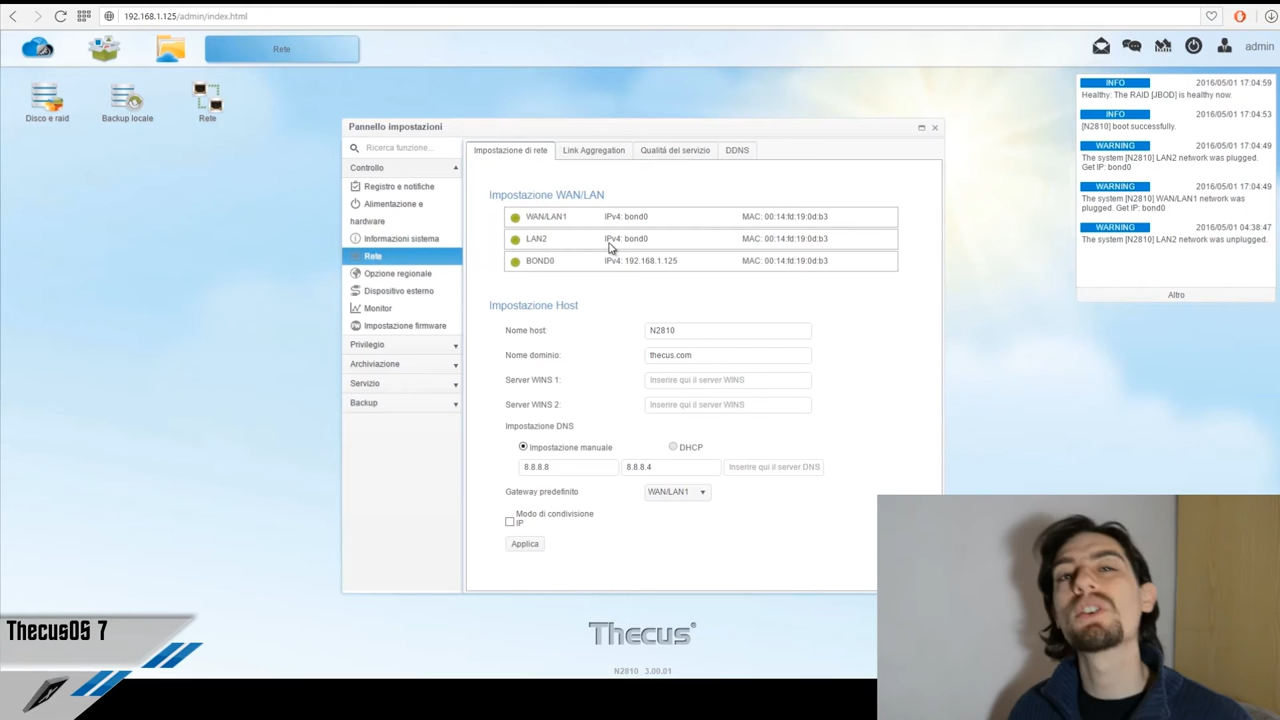 192.168.1.125/admin/index.html
Rete
admin
Disco e raid
Backup locale
Rete
INFO 2016/05/01 17:04:59
Healthy: The RAID [JBOD] is healthy now.
INFO 2016/05/01 17:04:53
[N2810] boot successfully.
WARNING 2016/05/01 17:04:49
The system [N2810] LAN2 network was plugged.
Get IP: bond0
WARNING 2016/05/01 17:04:49
The system [N2810] WAN/LAN1 network was
plugged. Get IP: bond0
WARNING 2016/05/01 04:38:47
The system [N2810] LAN2 network was unplugged.
Altro
Pannello impostazioni
Ricerca funzione...
Controllo
Registro e notifiche
Alimentazione e
hardware
Informazioni sistema
Rete
Opzione regionale
Dispositivo esterno
Monitor
Impostazione firmware
Privilegio
Archiviazione
Servizio
Backup
Impostazione di rete Link Aggregation Qualità del servizio DDNS
Impostazione WAN/LAN
WAN/LAN1 IPv4: bond0 MAC: 00:14:fd:19:0d:b3
LAN2 IPv4: bond0 MAC: 00:14:fd:19:0d:b3
BOND0 IPv4: 192.168.1.125 MAC: 00:14:fd:19:0d:b3
Impostazione Host
Nome host: N2810
Nome dominio: thecus.com
Server WINS 1: Inserire qui il server WINS
Server WINS 2: Inserire qui il server WINS
Impostazione DNS
Impostazione manuale DHCP
8.8.8.8 8.8.8.4 Inserire qui il server DNS
Gateway predefinito WAN/LAN1
Modo di condivisione
IP
Applica
Thecus
N2810 3.00.01
ThecusOS 7